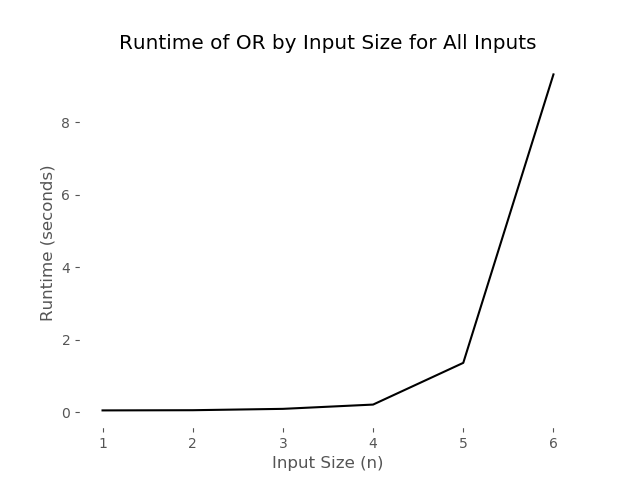 Runtime of OR by Input Size for All Inputs
8
6
4
2
0
Runtime (seconds)
1 2 3 4 5 6
Input Size (n)